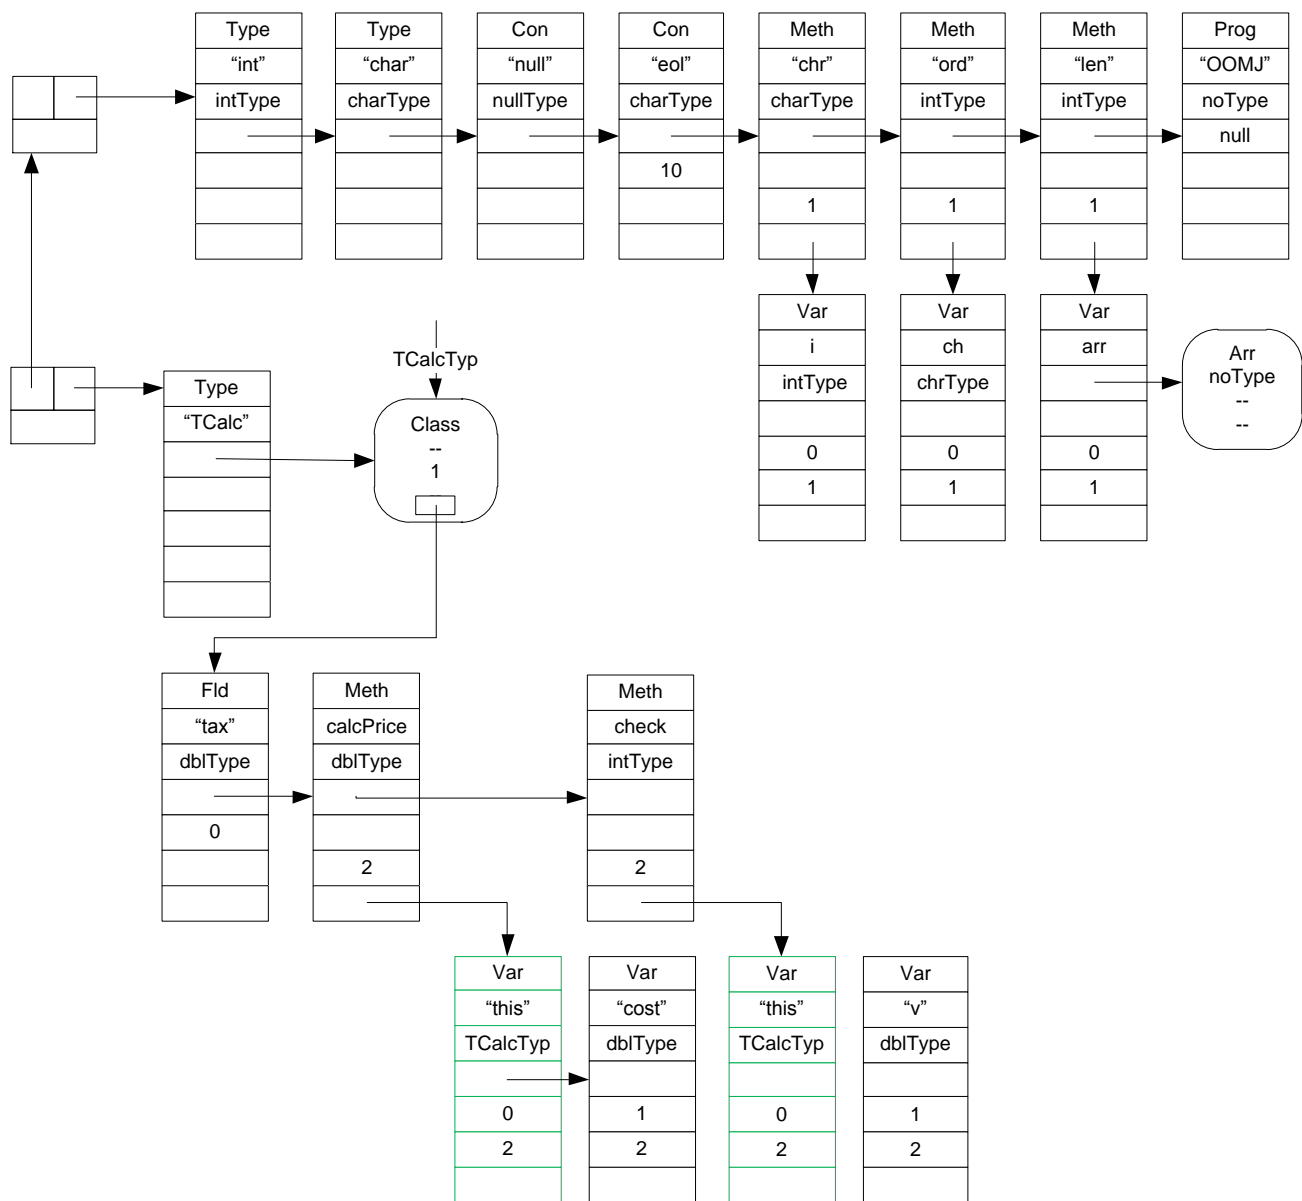 Type Type Con Con Meth Meth Meth Prog
“int” “char” “null” “eol” “chr” “ord” “len” “OOMJ”
intType charType nullType charType charType intType intType noType
null
10
1 1 1
Var Var Var
i ch arr
intType chrType
0 0 0
1 1 1
Arr
noType
--
--
TCalcTyp
Type
“TCalc”
Class
--
1
Fld Meth Meth
“tax” calcPrice check
dblType dblType intType
0
2 2
Var Var Var Var
“this” “cost” “this” “v”
TCalcTyp dblType TCalcTyp dblType
0 1 0 1
2 2 2 2